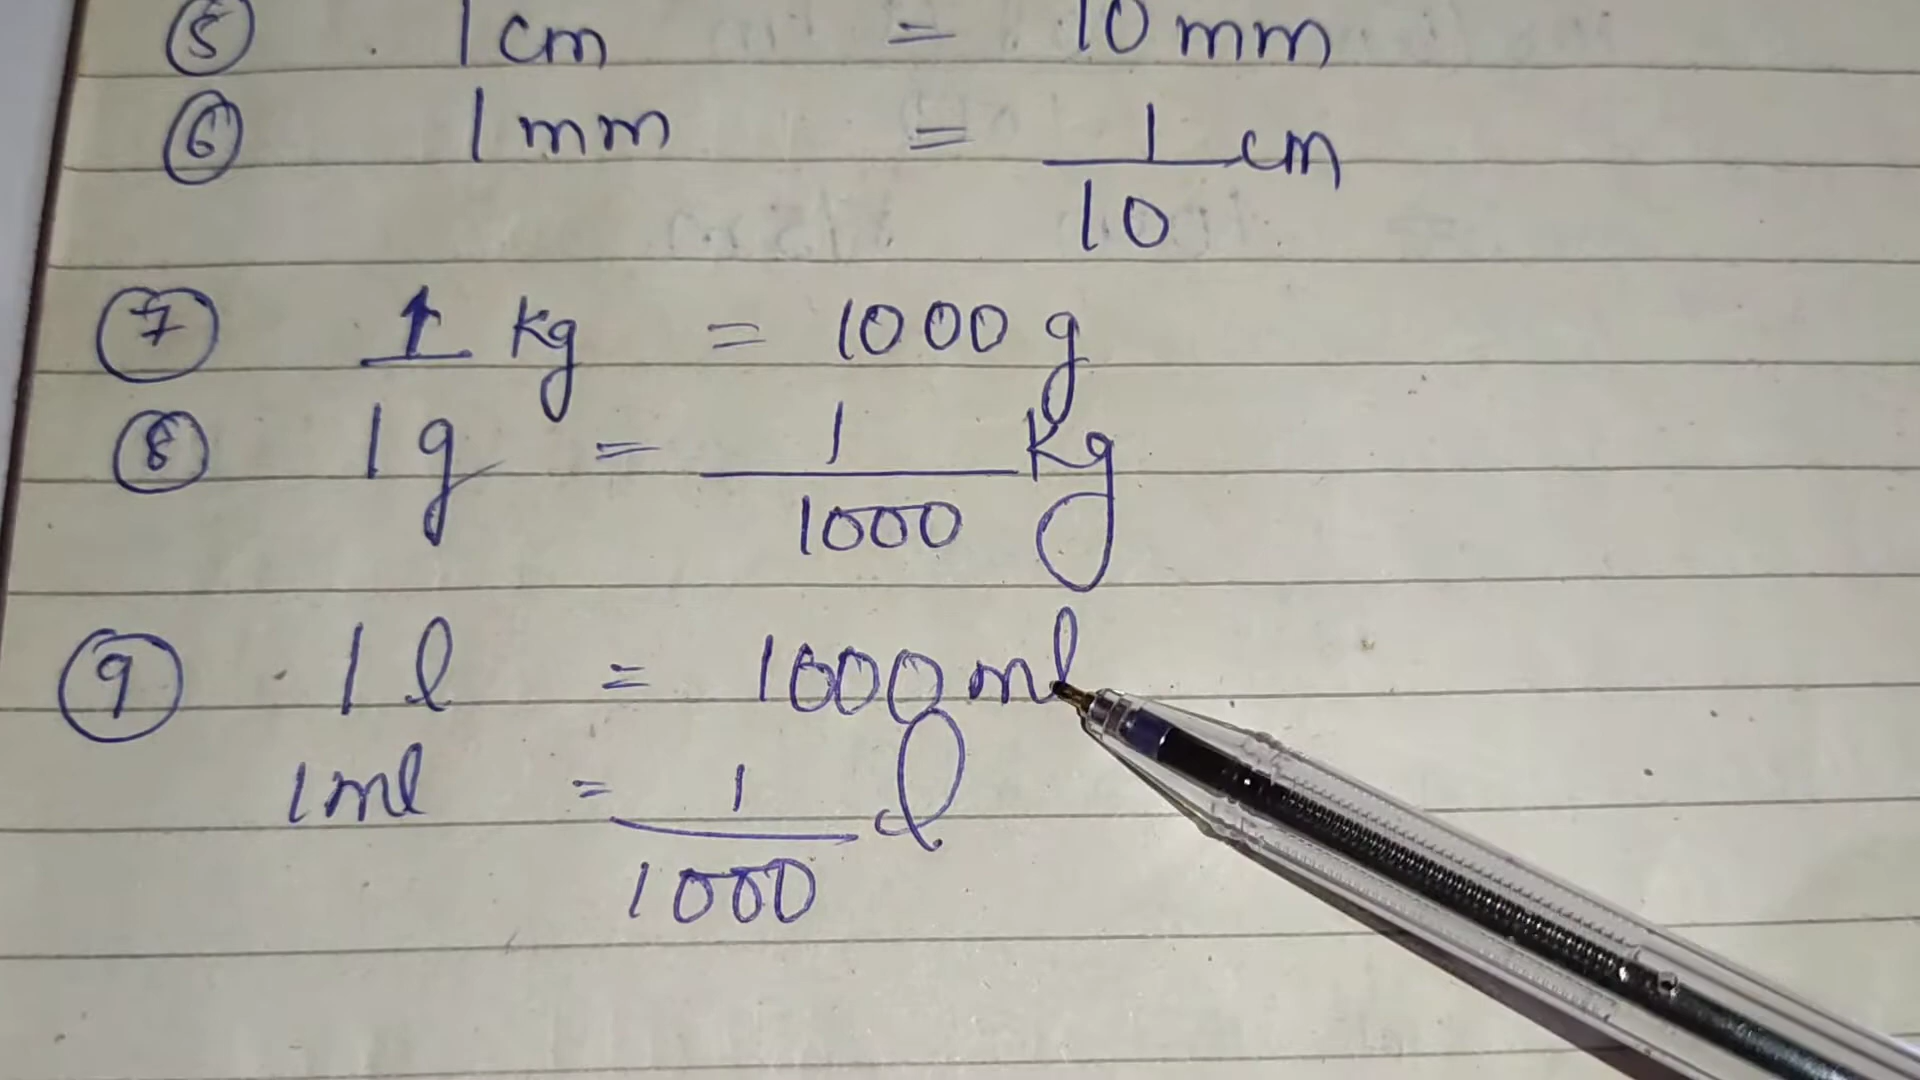 ⑤ 1 cm = 10 mm
⑥ 1 mm = 1/10 cm
⑦ 1 kg = 1000 g
⑧ 1 g = 1/1000 kg
⑨ 1 l = 1000 ml
1 ml = 1/1000 l